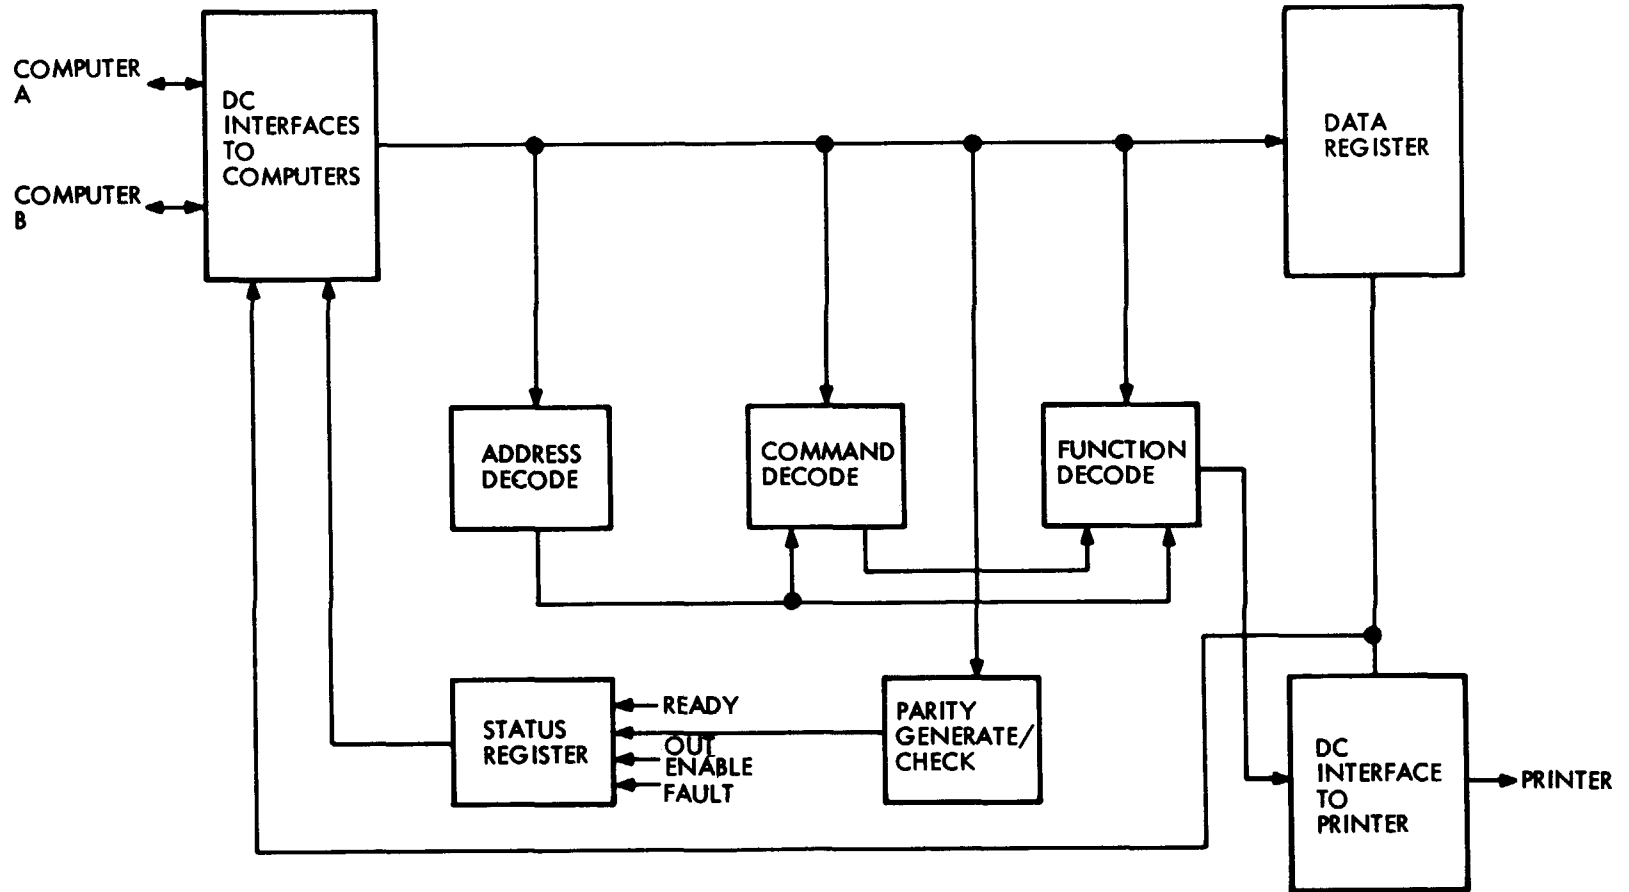 COMPUTER
A
COMPUTER
B
DC
INTERFACES
TO
COMPUTERS
DATA
REGISTER
ADDRESS
DECODE
COMMAND
DECODE
FUNCTION
DECODE
STATUS
REGISTER
READY
OUT
ENABLE
FAULT
PARITY
GENERATE/
CHECK
DC
INTERFACE
TO
PRINTER
PRINTER